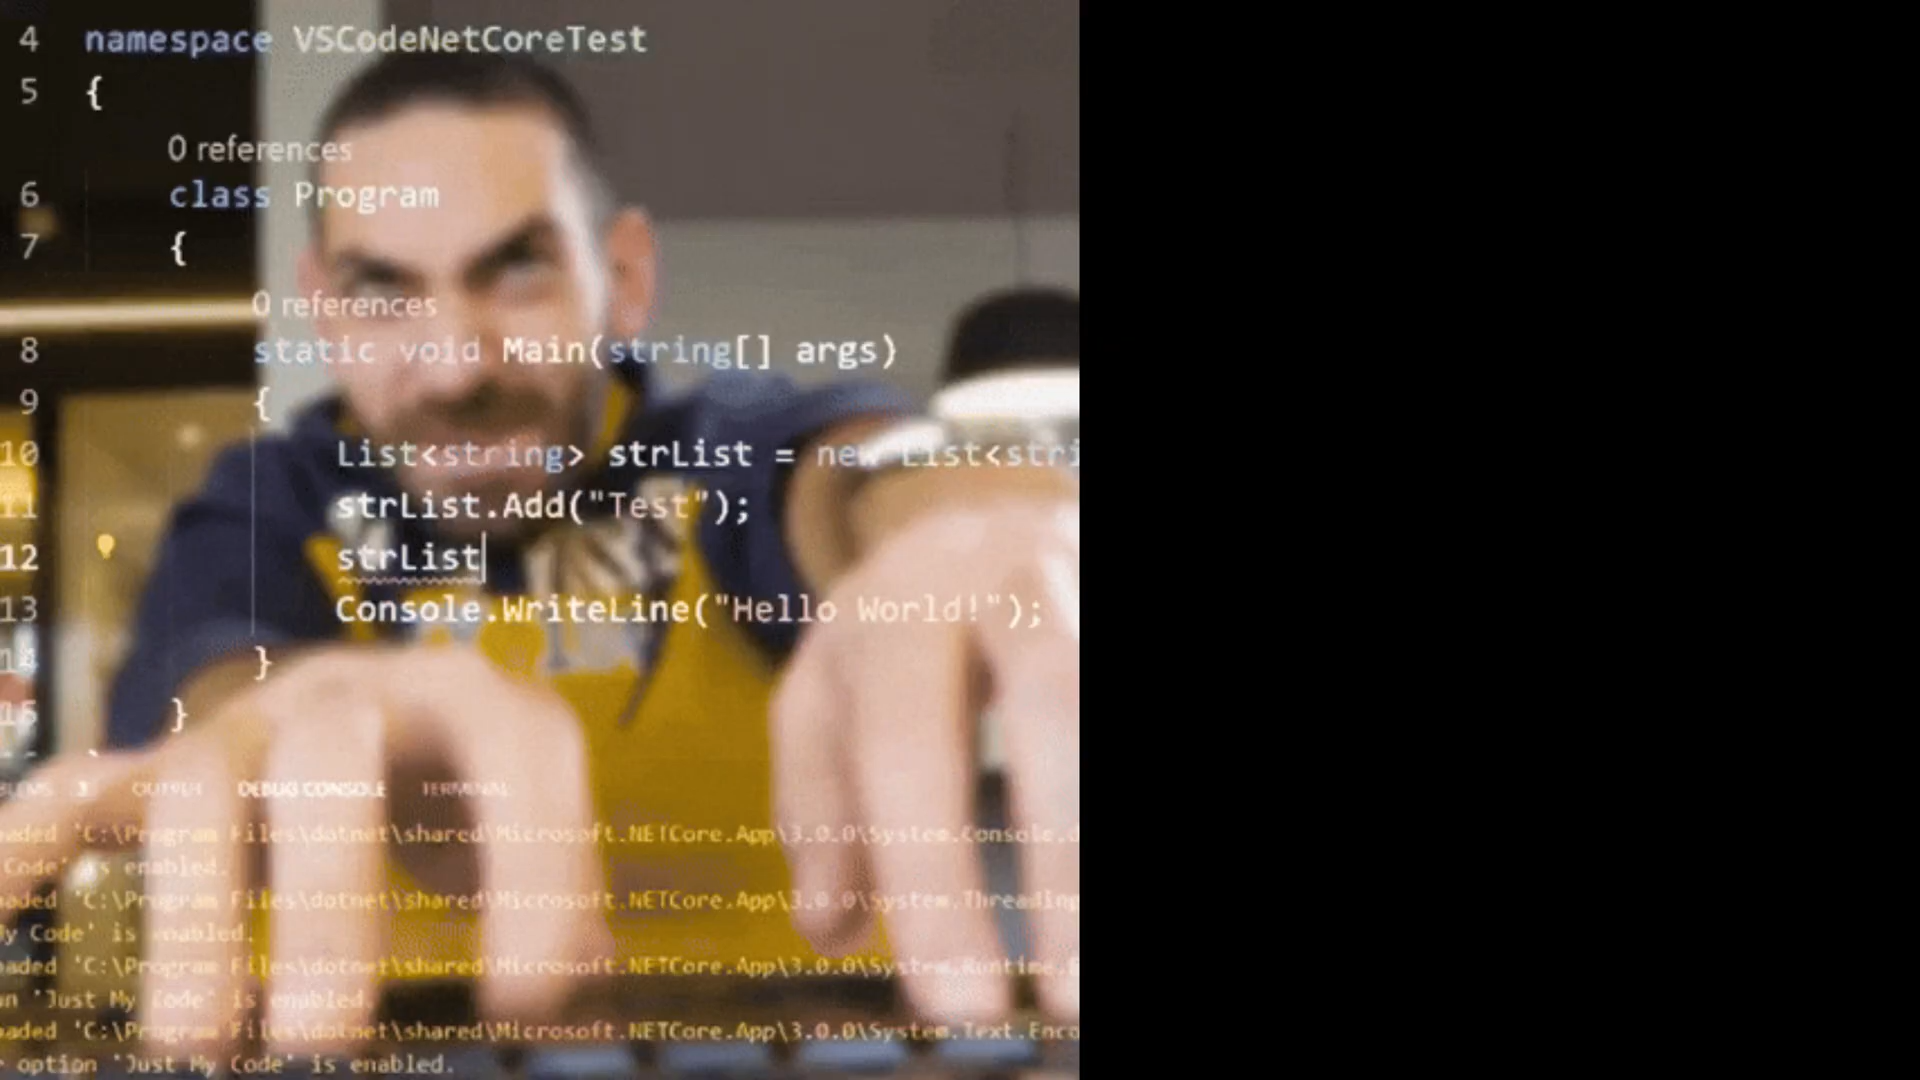 4 namespace VSCodeNetCoreTest
5 {
0 references
6 class Program
7 {
0 references
8 static void Main(string[] args)
9 {
10 List<string> strList = new List<stri
11 strList.Add("Test");
12 strList
13 Console.WriteLine("Hello World!");
14 }
15 }
OUTPUT DEBUG CONSOLE TERMINAL
aded 'C:\Program Files\dotnet\shared\Microsoft.NETCore.App\3.0.0\System.Console.d
Code' is enabled.
aded 'C:\Program Files\dotnet\shared\Microsoft.NETCore.App\3.0.0\System.Threading
My Code' is enabled.
aded 'C:\Program Files\dotnet\shared\Microsoft.NETCore.App\3.0.0\System.Runtime.E
n 'Just My Code' is enabled.
aded 'C:\Program Files\dotnet\shared\Microsoft.NETCore.App\3.0.0\System.Text.Enco
option 'Just My Code' is enabled.